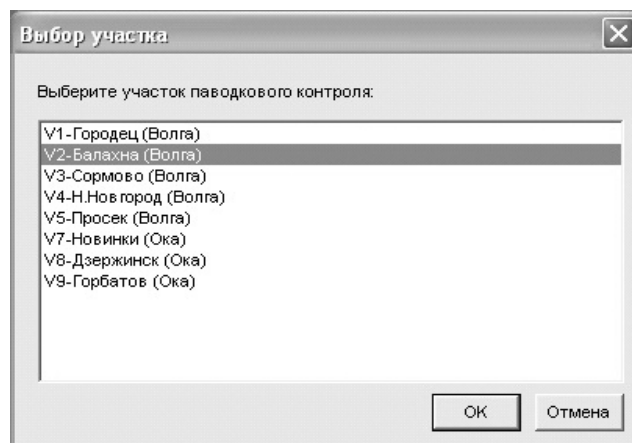 Выбор участка
Выберите участок паводкового контроля:
V1-Городец (Волга)
V2-Балахна (Волга)
V3-Сормово (Волга)
V4-Н.Новгород (Волга)
V5-Просек (Волга)
V7-Новинки (Ока)
V8-Дзержинск (Ока)
V9-Горбатов (Ока)
OK
Отмена